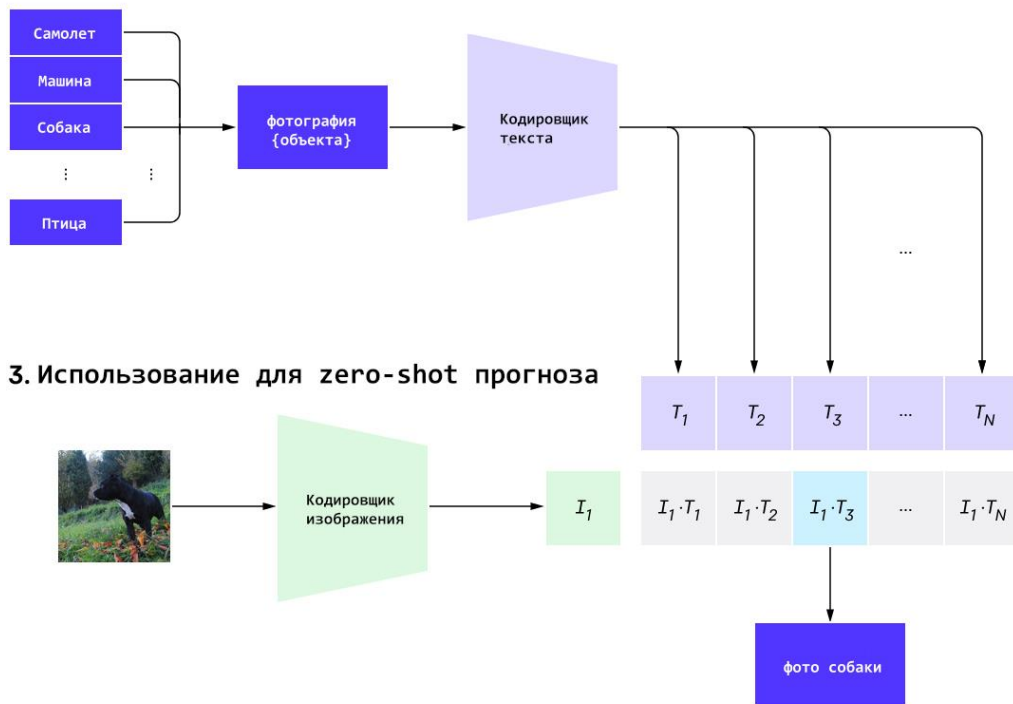 Самолет
Машина
Собака
⋮ ⋮
Птица
фотография
{объекта}
Кодировщик
текста
...
3. Использование для zero-shot прогноза
T1 T2 T3 ... TN
Кодировщик
изображения
I1
I1·T1 I1·T2 I1·T3 ... I1·TN
фото собаки